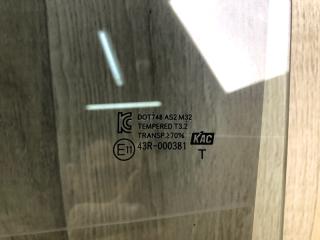 DOT748 AS2 M32
TEMPERED T3.2
TRANSP.≥70%
E11 43R-000381
KAC
T